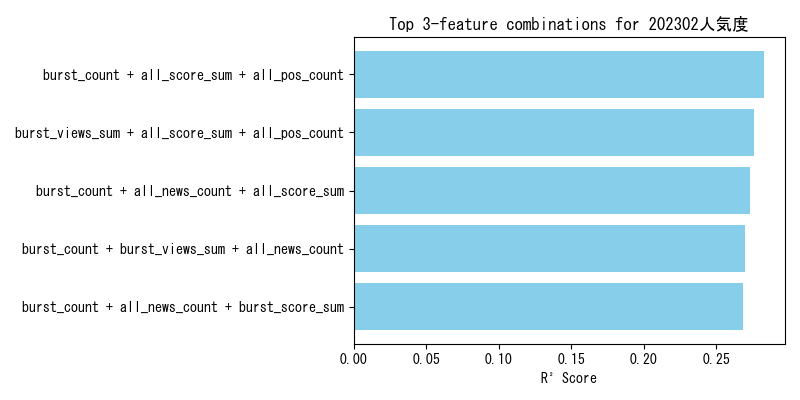 Top 3-feature combinations for 202302人気度
burst_count + all_score_sum + all_pos_count
burst_views_sum + all_score_sum + all_pos_count
burst_count + all_news_count + all_score_sum
burst_count + burst_views_sum + all_news_count
burst_count + all_news_count + burst_score_sum
0.00 0.05 0.10 0.15 0.20 0.25
R² Score